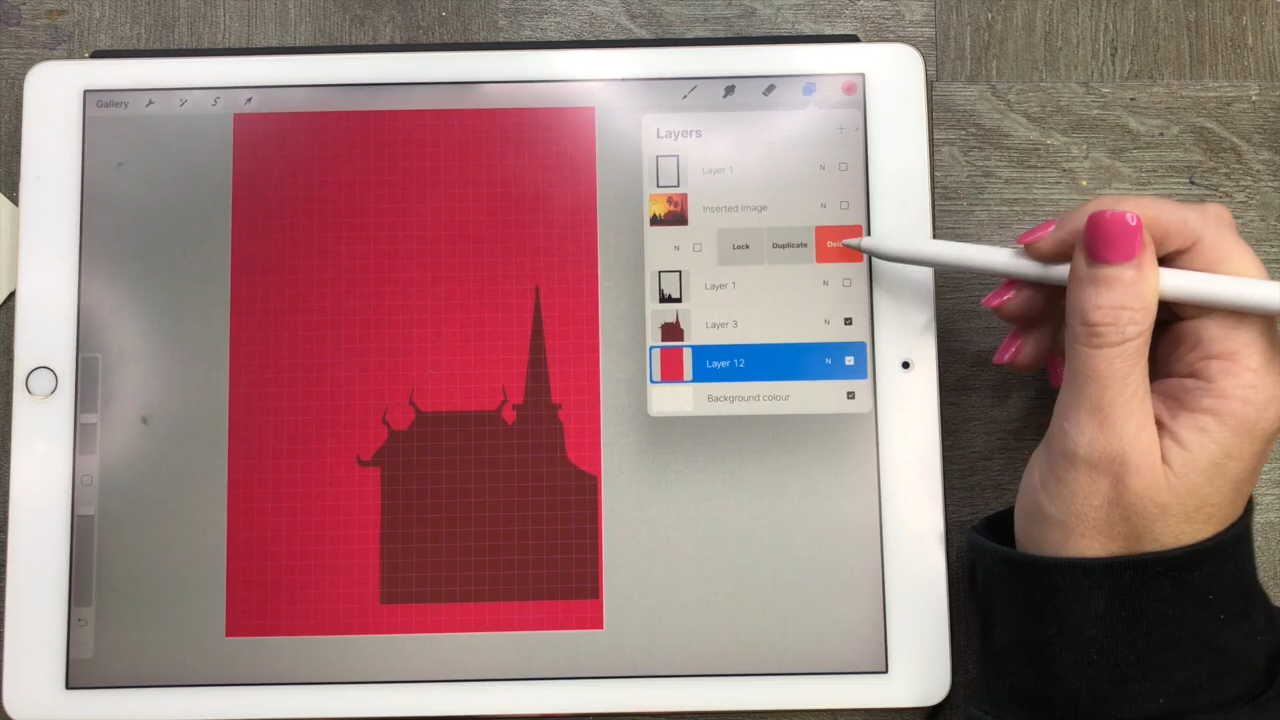 Gallery
Layers
Layer 1
N
Inserted image
N
N
Lock
Duplicate
Layer 1
N
Layer 3
N
Layer 12
N
Background colour